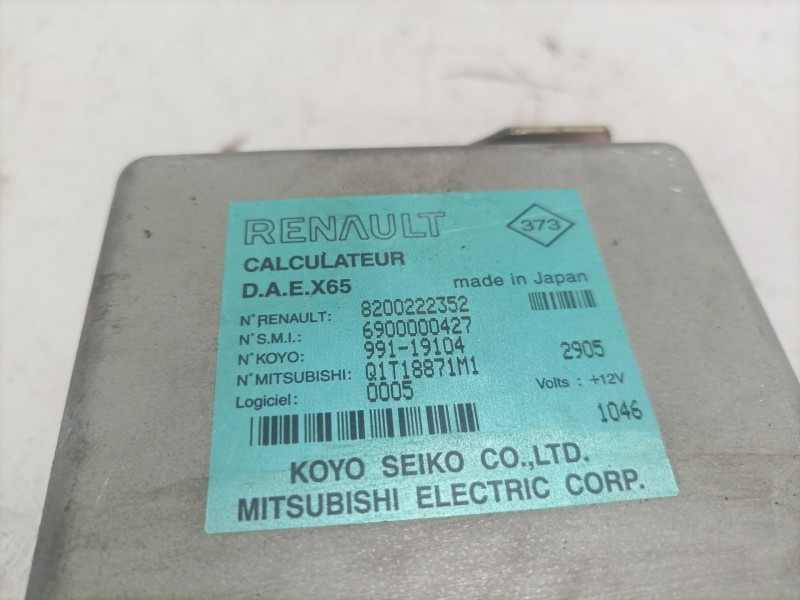 RENAULT
373
CALCULATEUR
D.A.E.X65 made in Japan
N°RENAULT: 8200222352
N°S.M.I.: 6900000427
N°KOYO: 991-19104 2905
N°MITSUBISHI: Q1T18871M1 Volts : +12V
Logiciel: 0005 1046
KOYO SEIKO CO.,LTD.
MITSUBISHI ELECTRIC CORP.